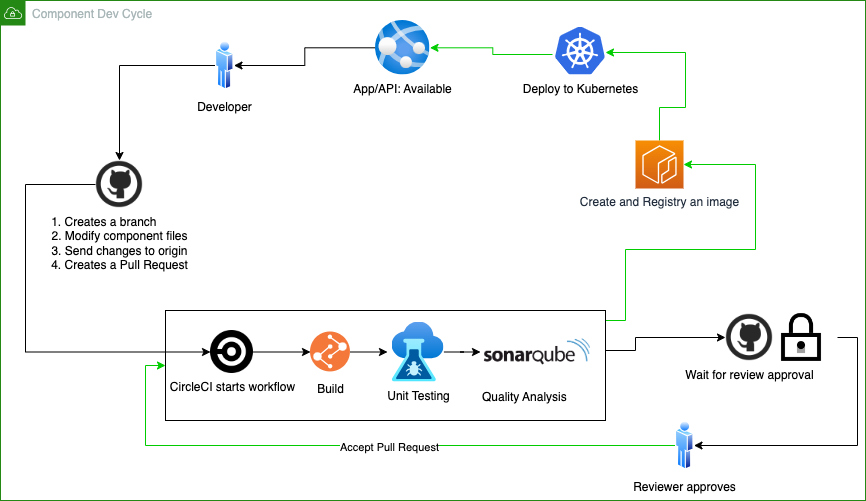 Component Dev Cycle
App/API: Available
Deploy to Kubernetes
Developer
Create and Registry an image
1. Creates a branch
2. Modify component files
3. Send changes to origin
4. Creates a Pull Request
sonarqube
CircleCI starts workflow
Build
Unit Testing
Quality Analysis
Wait for review approval
Accept Pull Request
Reviewer approves